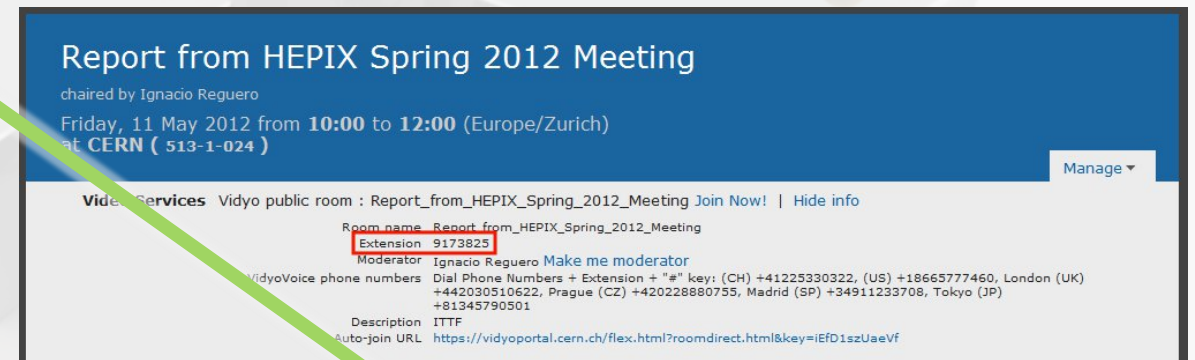 Report from HEPIX Spring 2012 Meeting
chaired by Ignacio Reguero
Friday, 11 May 2012 from 10:00 to 12:00 (Europe/Zurich)
at CERN ( 513-1-024 )
Manage
Video Services Vidyo public room : Report_from_HEPIX_Spring_2012_Meeting Join Now! | Hide info
Room name Report_from_HEPIX_Spring_2012_Meeting
Extension 9173825
Moderator Ignacio Reguero Make me moderator
VidyoVoice phone numbers Dial Phone Numbers + Extension + "#" key: (CH) +41225330322, (US) +18665777460, London (UK)
+442030510622, Prague (CZ) +420228880755, Madrid (SP) +34911233708, Tokyo (JP)
+81345790501
Description ITTF
Auto-join URL https://vidyoportal.cern.ch/flex.html?roomdirect.html&key=iEfD1szUaeVf